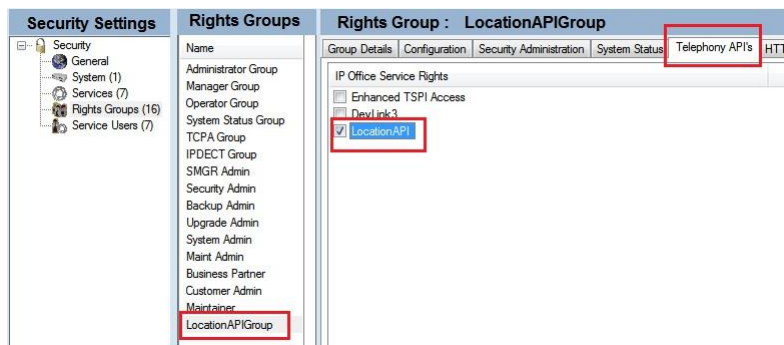 Security Settings
Security
General
System (1)
Services (7)
Rights Groups (16)
Service Users (7)
Rights Groups
Name
Administrator Group
Manager Group
Operator Group
System Status Group
TCPA Group
IPDECT Group
SMGR Admin
Security Admin
Backup Admin
Upgrade Admin
System Admin
Maint Admin
Business Partner
Customer Admin
Maintainer
LocationAPIGroup
Rights Group : LocationAPIGroup
Group Details Configuration Security Administration System Status Telephony API's HTT
IP Office Service Rights
Enhanced TSPI Access
DevLink3
LocationAPI